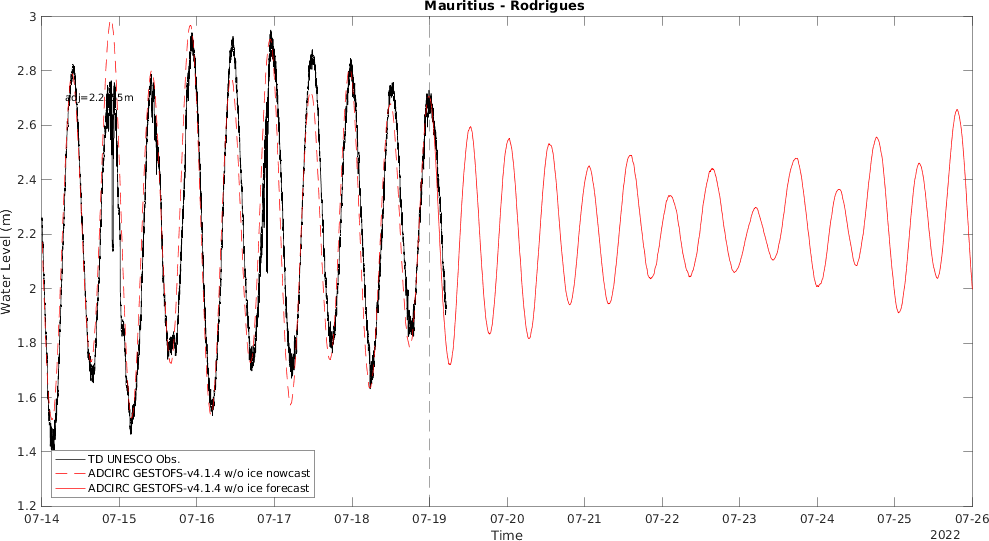 Mauritius - Rodrigues
Water Level (m)
3
2.8
2.6
2.4
2.2
2
1.8
1.6
1.4
1.2
TD UNESCO Obs.
ADCIRC GESTOFS-v4.1.4 w/o ice nowcast
ADCIRC GESTOFS-v4.1.4 w/o ice forecast
07-14 07-15 07-16 07-17 07-18 07-19 07-20 07-21 07-22 07-23 07-24 07-25 07-26
Time
2022